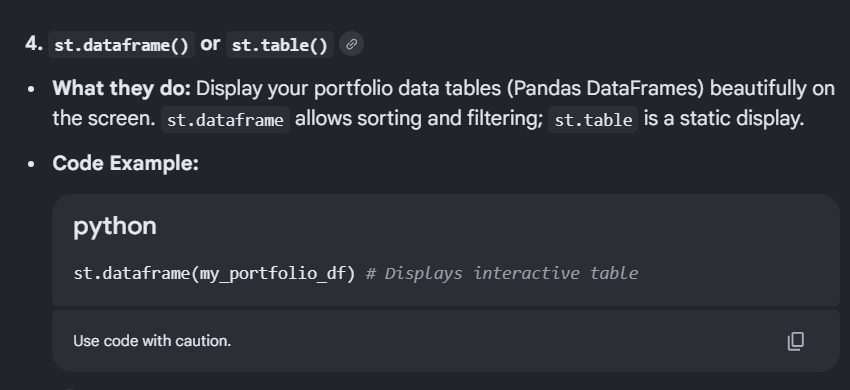 4. st.dataframe() or st.table()
• What they do: Display your portfolio data tables (Pandas DataFrames) beautifully on
the screen. st.dataframe allows sorting and filtering; st.table is a static display.
• Code Example:
python
st.dataframe(my_portfolio_df) # Displays interactive table
Use code with caution.